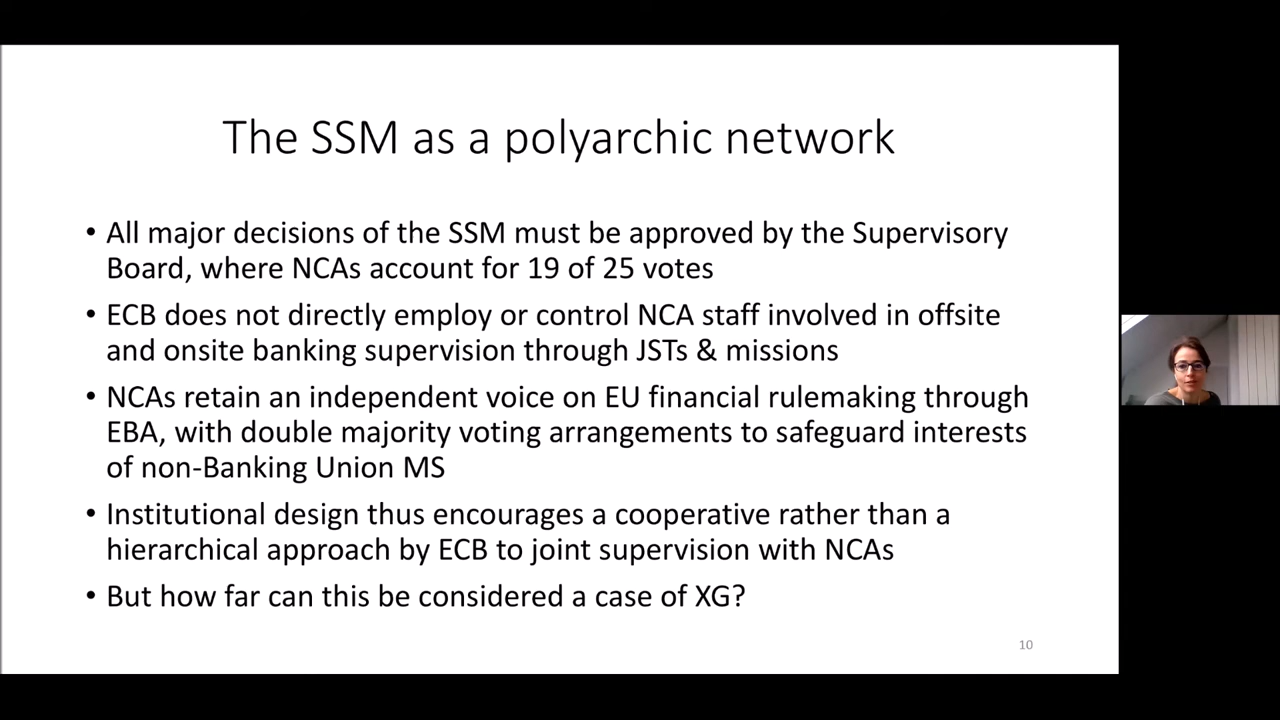 The SSM as a polyarchic network
• All major decisions of the SSM must be approved by the Supervisory
Board, where NCAs account for 19 of 25 votes
• ECB does not directly employ or control NCA staff involved in offsite
and onsite banking supervision through JSTs & missions
• NCAs retain an independent voice on EU financial rulemaking through
EBA, with double majority voting arrangements to safeguard interests
of non-Banking Union MS
• Institutional design thus encourages a cooperative rather than a
hierarchical approach by ECB to joint supervision with NCAs
• But how far can this be considered a case of XG?
10